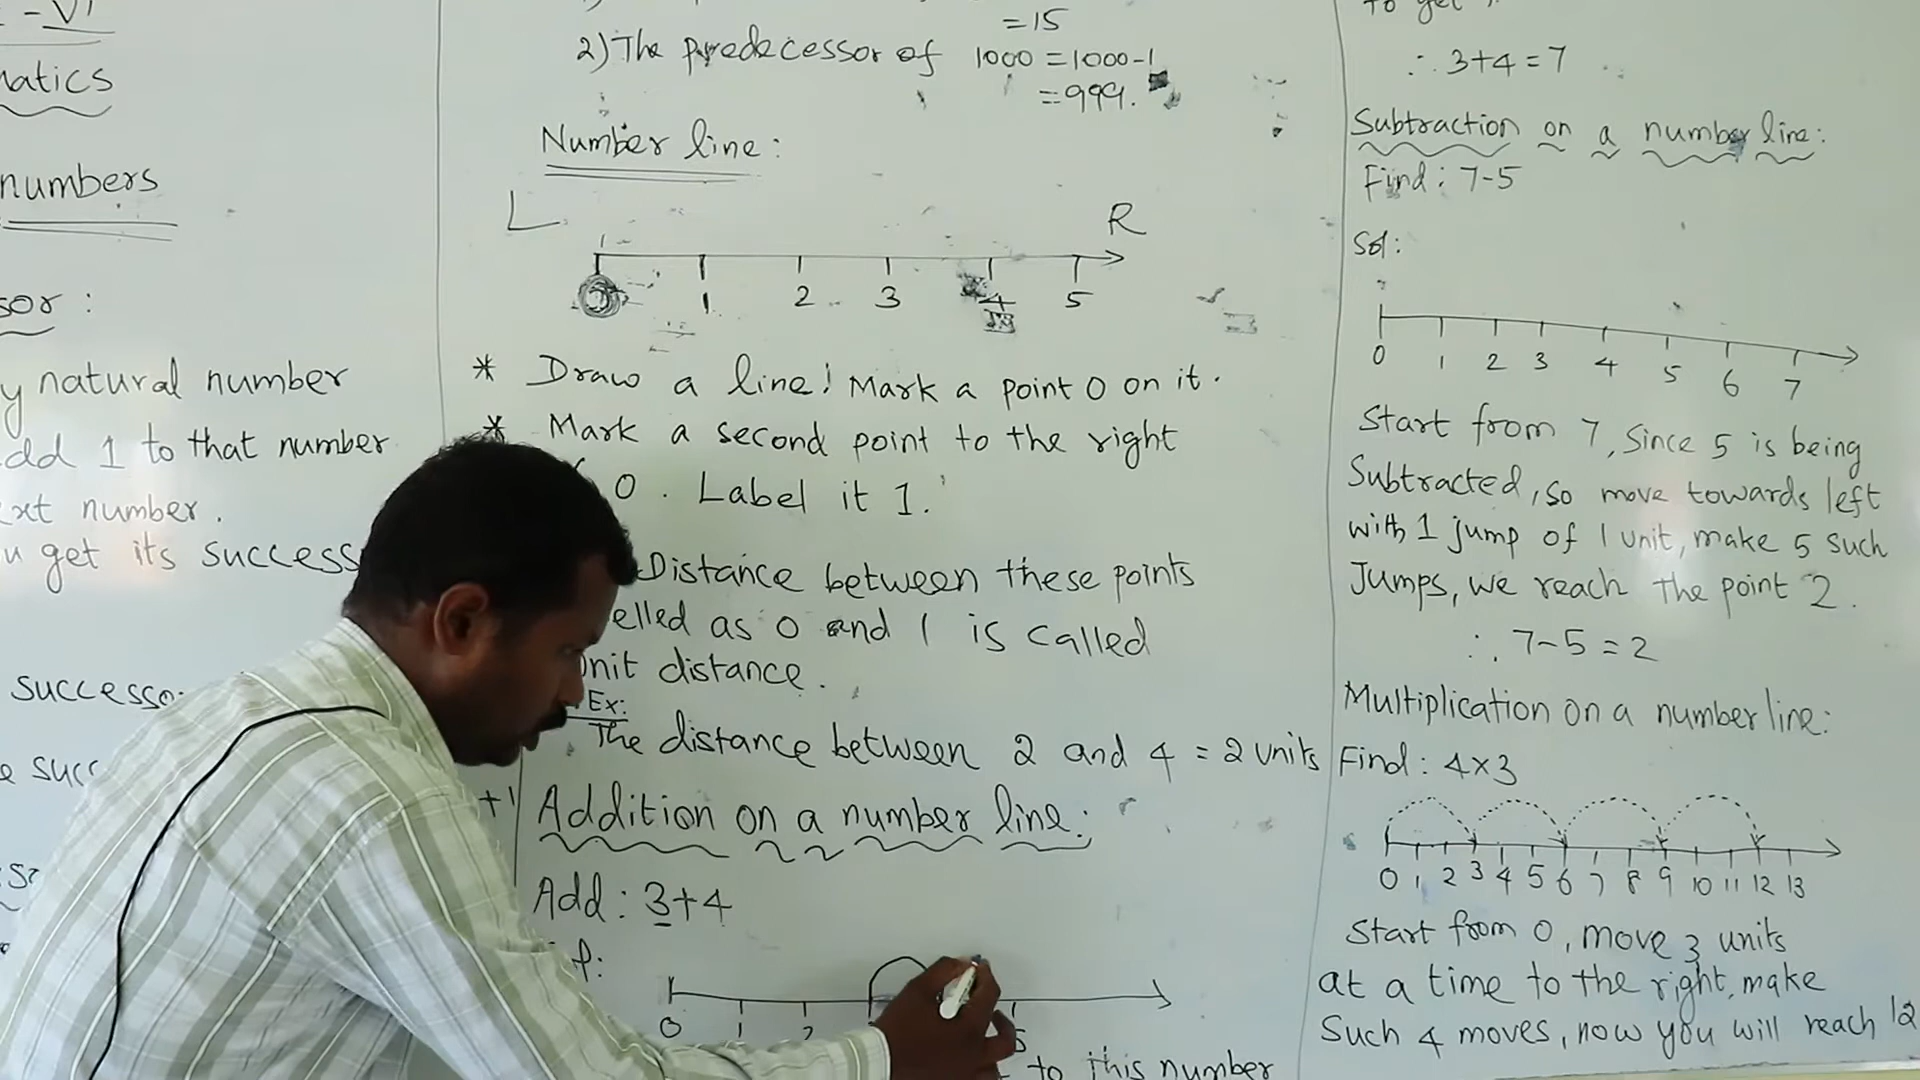 - VI
matics
numbers
sor :
y natural number
dd 1 to that number
ext number.
u get its success
successo
succ
= 15
2) The predecessor of 1000 = 1000-1
= 999.
Number line:
L R
1 2 3 4 5
* Draw a line! Mark a point 0 on it.
* Mark a second point to the right
0. Label it 1.
Distance between these points
elled as 0 and 1 is called
nit distance.
Ex:
The distance between 2 and 4 = 2 units
+1
Addition on a number line:
Add: 3+4
0 1 2
to this number
to get
∴ 3+4 = 7
Subtraction on a number line:
Find: 7-5
Sol:
0 1 2 3 4 5 6 7
Start from 7, Since 5 is being
Subtracted, so move towards left
with 1 jump of 1 unit, make 5 such
Jumps, we reach the point 2.
∴ 7-5 = 2
Multiplication on a number line:
Find: 4x3
0 1 2 3 4 5 6 7 8 9 10 11 12 13
Start from 0, move 3 units
at a time to the right, make
Such 4 moves, now you will reach 12